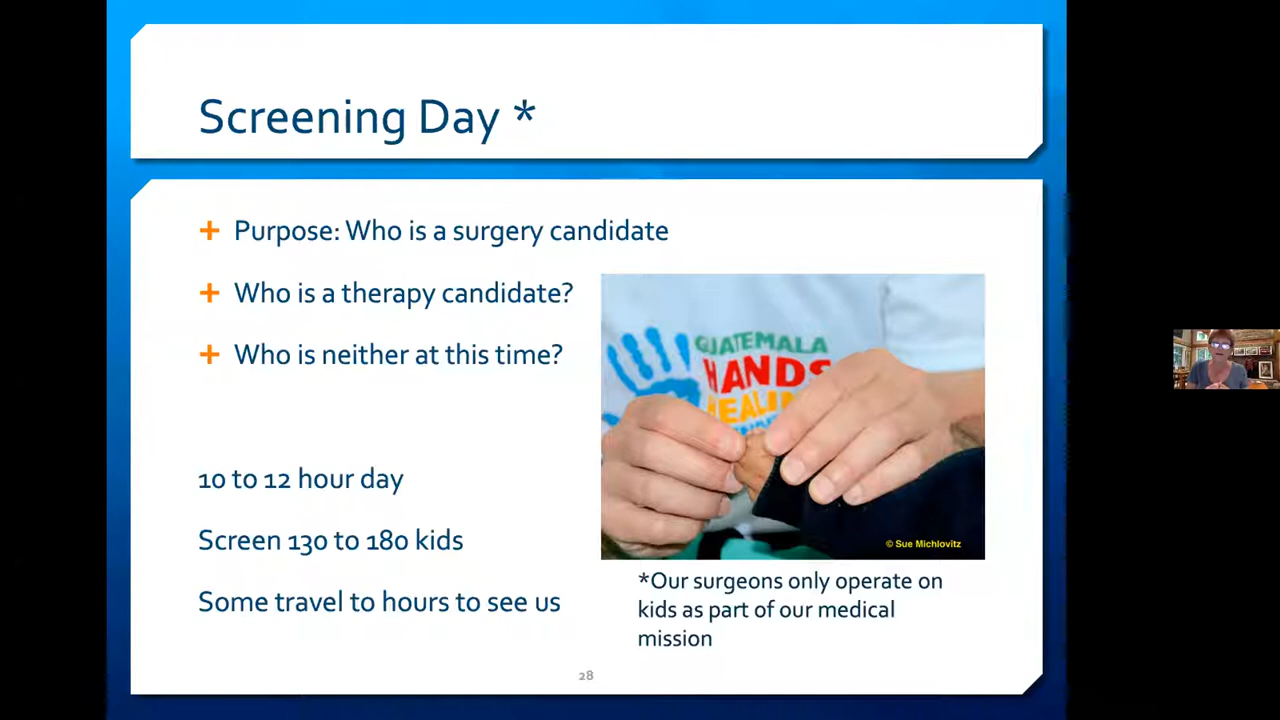 Screening Day *
+ Purpose: Who is a surgery candidate
+ Who is a therapy candidate?
+ Who is neither at this time?
10 to 12 hour day
Screen 130 to 180 kids
Some travel to hours to see us
GUATEMALA
HANDS
HEALING
© Sue Michlovitz
*Our surgeons only operate on
kids as part of our medical
mission
28